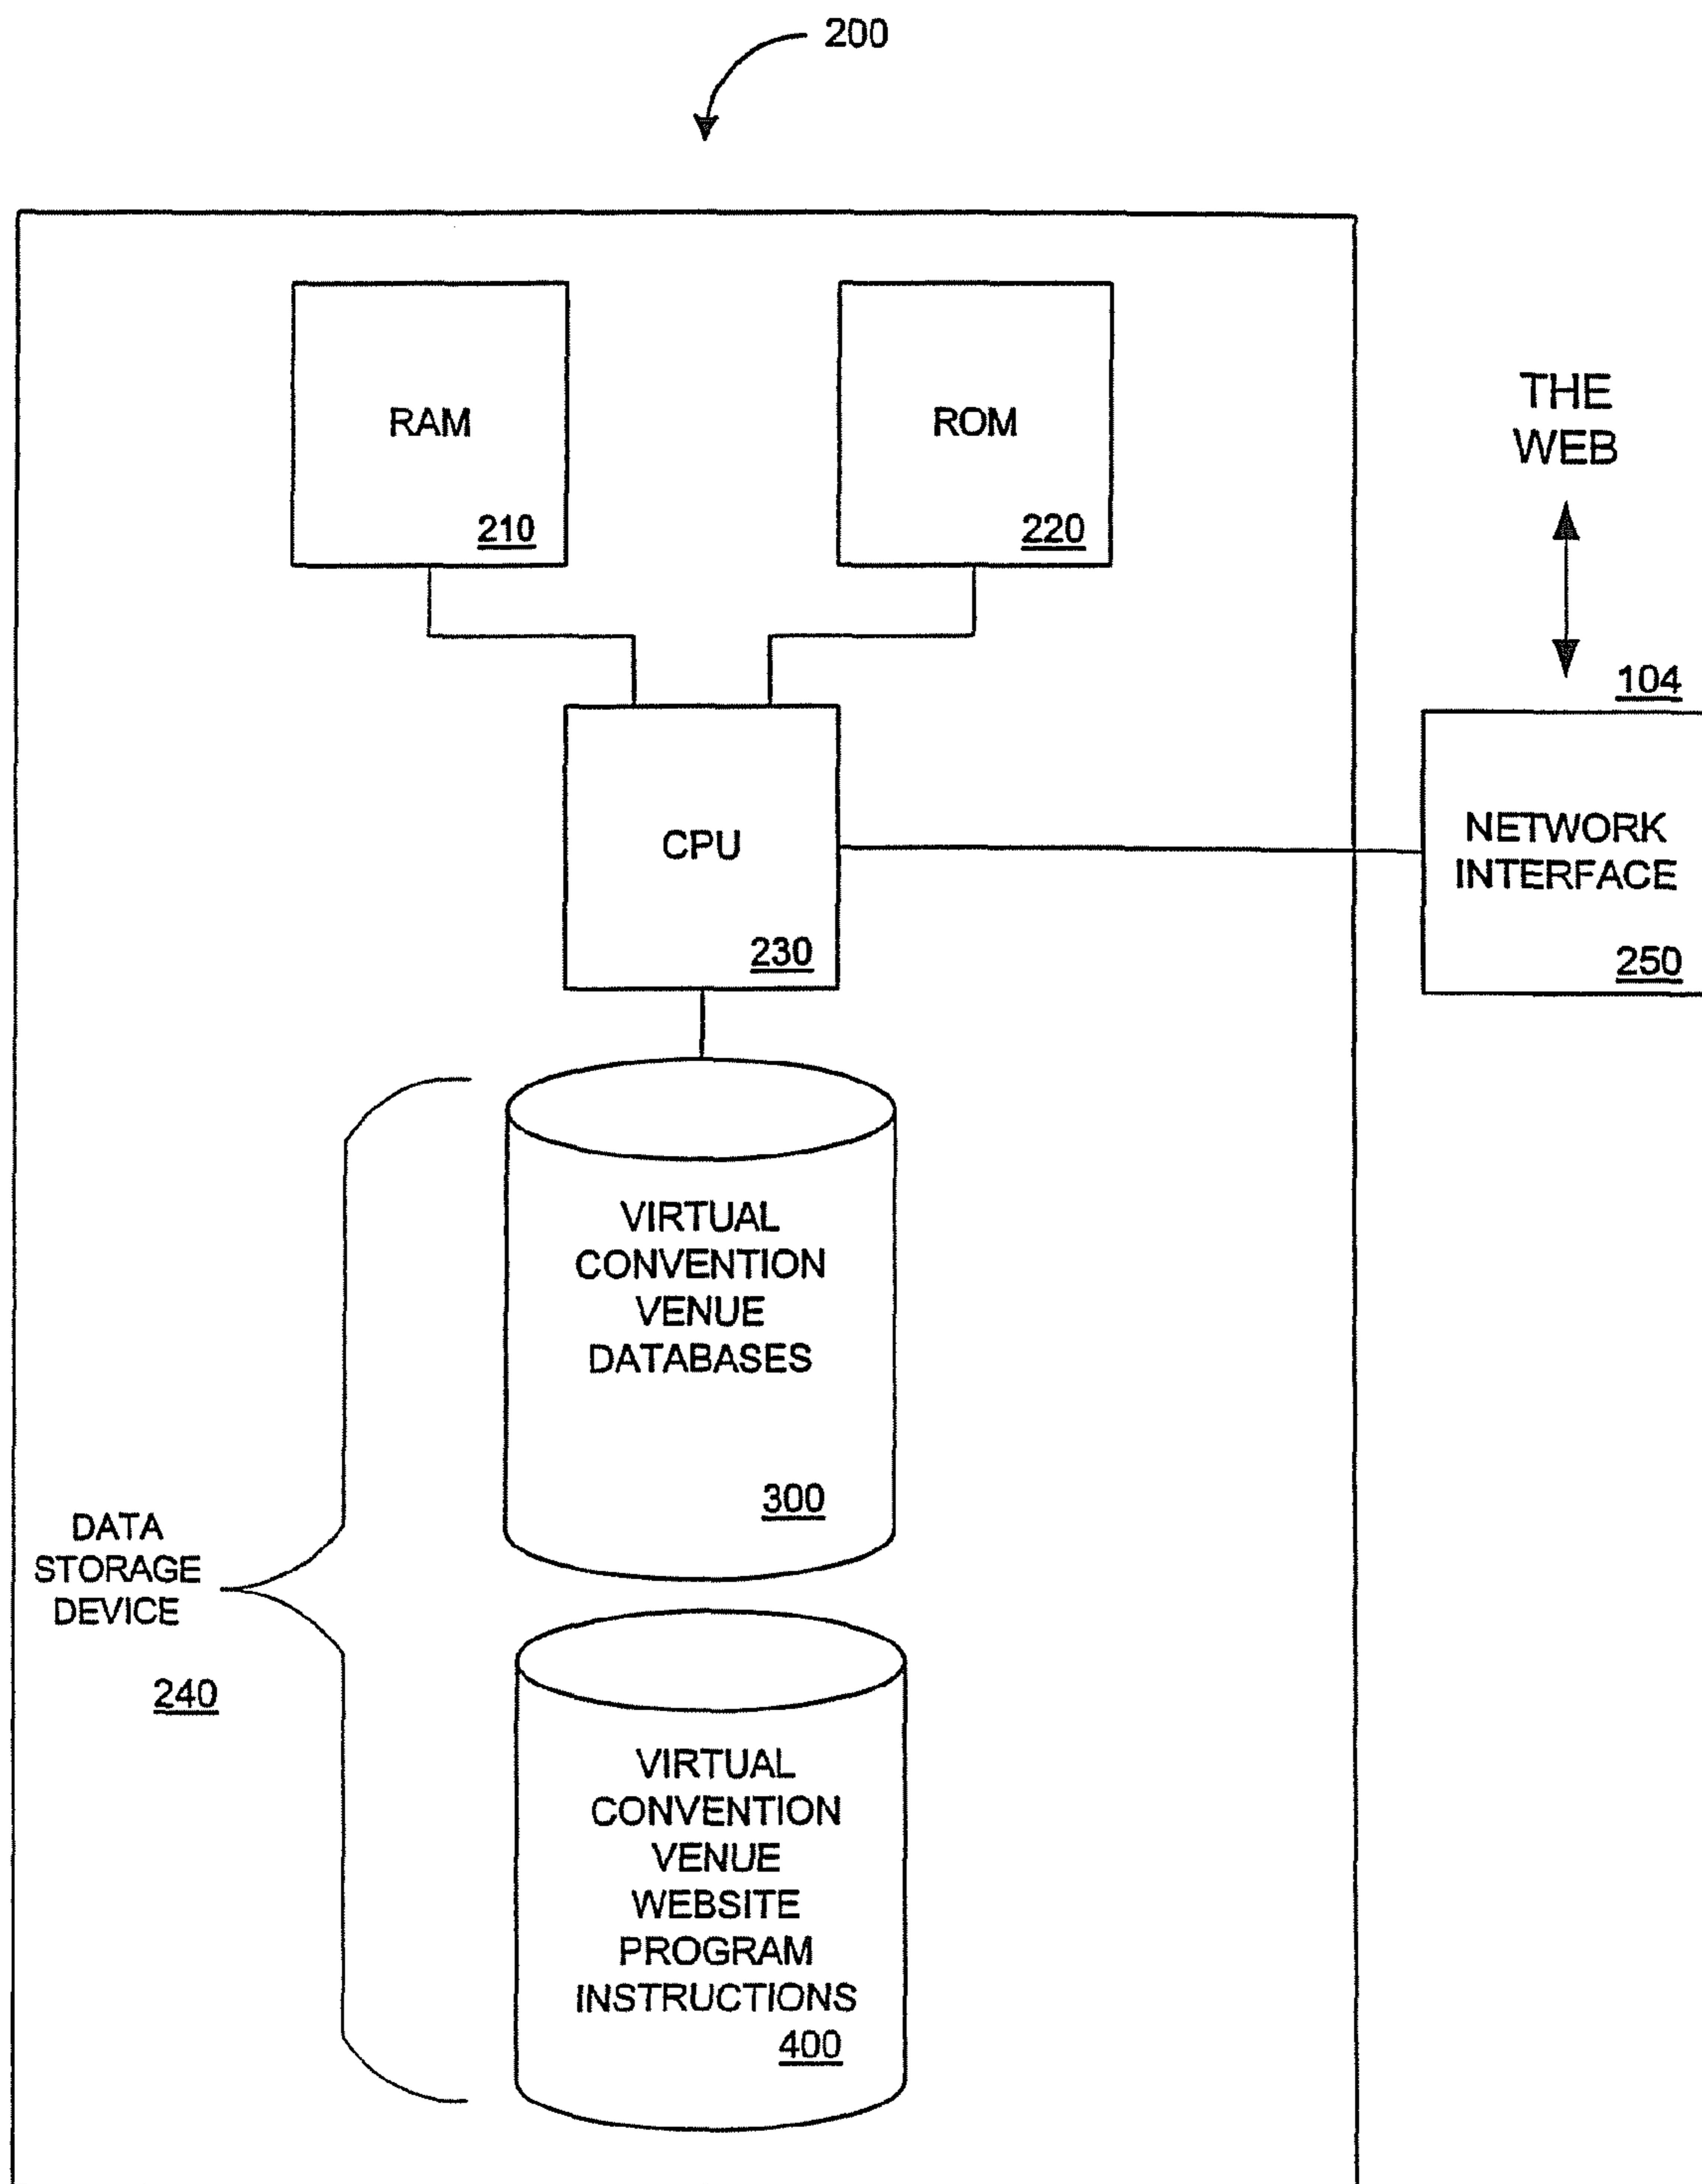 200
RAM
210
ROM
220
THE
WEB
104
CPU
230
NETWORK
INTERFACE
250
VIRTUAL
CONVENTION
VENUE
DATABASES
300
DATA
STORAGE
DEVICE
240
VIRTUAL
CONVENTION
VENUE
WEBSITE
PROGRAM
INSTRUCTIONS
400